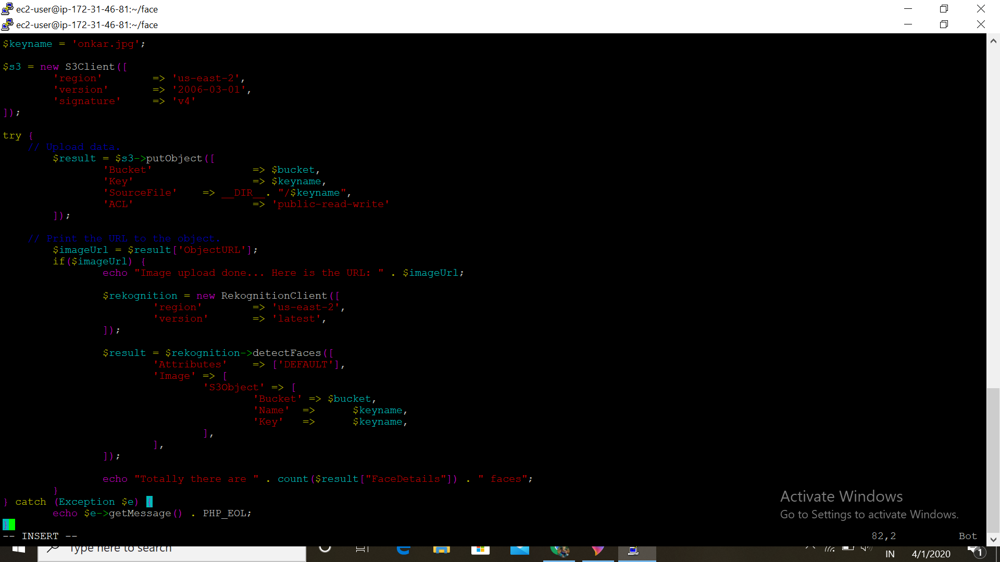 ec2-user@ip-172-31-46-81:~/face
ec2-user@ip-172-31-46-81:~/face
$keyname = 'onkar.jpg';
$s3 = new S3Client([
'region' => 'us-east-2',
'version' => '2006-03-01',
'signature' => 'v4'
]);
try {
// Upload data.
$result = $s3->putObject([
'Bucket' => $bucket,
'Key' => $keyname,
'SourceFile' => __DIR__. "/$keyname",
'ACL' => 'public-read-write'
]);
// Print the URL to the object.
$imageUrl = $result['ObjectURL'];
if($imageUrl) {
echo "Image upload done... Here is the URL: " . $imageUrl;
$rekognition = new RekognitionClient([
'region' => 'us-east-2',
'version' => 'latest',
]);
$result = $rekognition->detectFaces([
'Attributes' => ['DEFAULT'],
'Image' => [
'S3Object' => [
'Bucket' => $bucket,
'Name' => $keyname,
'Key' => $keyname,
],
],
]);
echo "Totally there are " . count($result["FaceDetails"]) . " faces";
}
} catch (Exception $e) {
echo $e->getMessage() . PHP_EOL;
}
-- INSERT --
82,2 Bot
Activate Windows
Go to Settings to activate Windows.
Type here to search
IN
4/1/2020
1